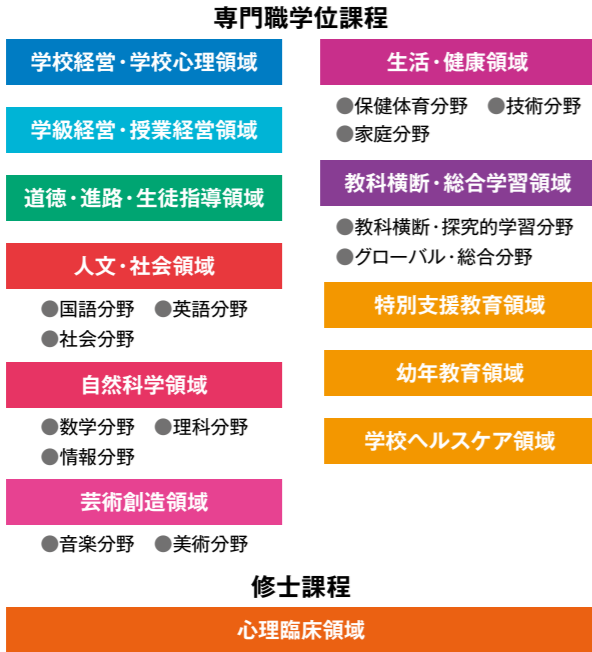 専門職学位課程
学校経営・学校心理領域
学級経営・授業経営領域
道徳・進路・生徒指導領域
人文・社会領域
●国語分野 ●英語分野
●社会分野
自然科学領域
●数学分野 ●理科分野
●情報分野
芸術創造領域
●音楽分野 ●美術分野
生活・健康領域
●保健体育分野 ●技術分野
●家庭分野
教科横断・総合学習領域
●教科横断・探究的学習分野
●グローバル・総合分野
特別支援教育領域
幼年教育領域
学校ヘルスケア領域
修士課程
心理臨床領域